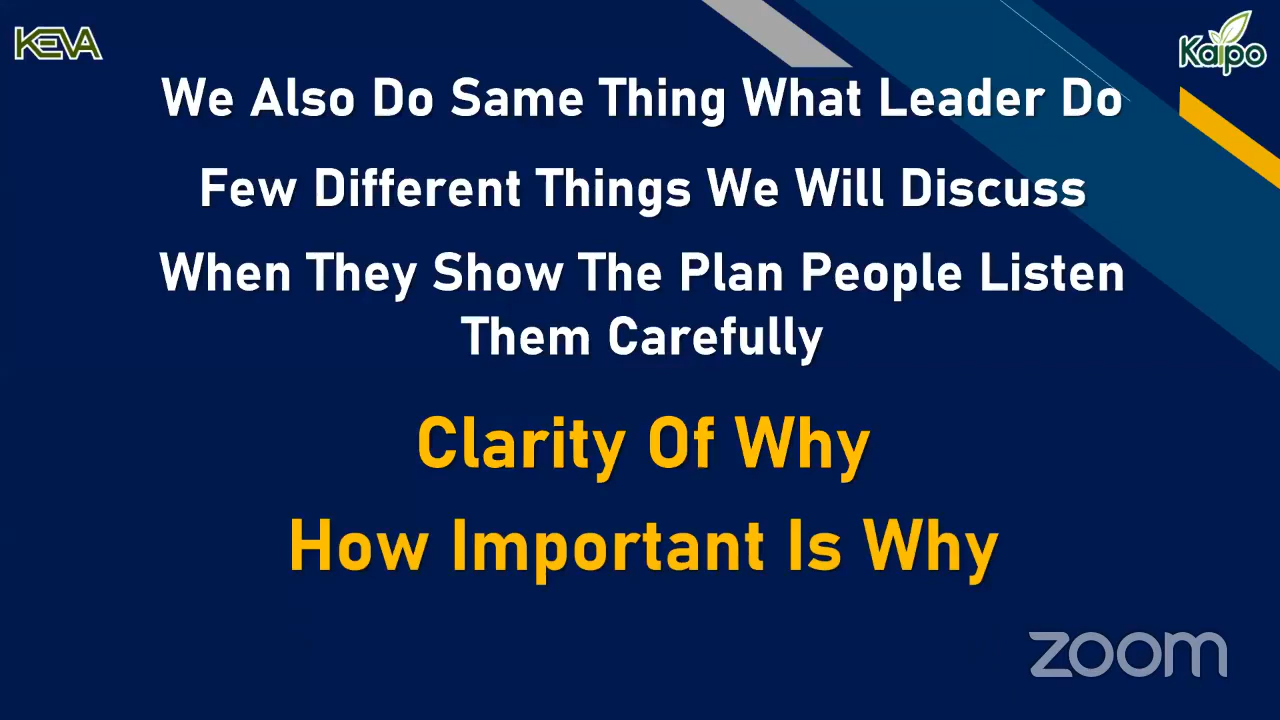 KEVA
Kaipo
We Also Do Same Thing What Leader Do
Few Different Things We Will Discuss
When They Show The Plan People Listen
Them Carefully
Clarity Of Why
How Important Is Why
zoom